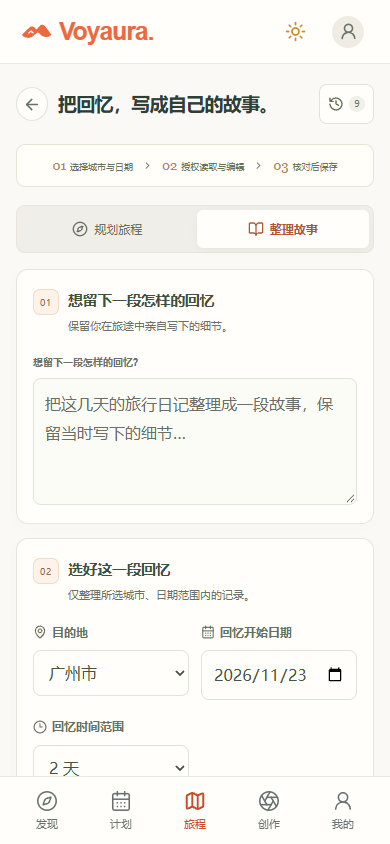 Voyaura.
把回忆，写成自己的故事。
9
01 选择城市与日期 > 02 授权读取与编辑 > 03 核对后保存
规划旅程 整理故事
01 想留下一段怎样的回忆
保留你在旅途中亲自写下的细节。
想留下一段怎样的回忆?
把这几天的旅行日记整理成一段故事，保
留当时写下的细节...
02 选好这一段回忆
仅整理所选城市、日期范围内的记录。
目的地 回忆开始日期
广州市 2026/11/23
回忆时间范围
2 天
发现 计划 旅程 创作 我的